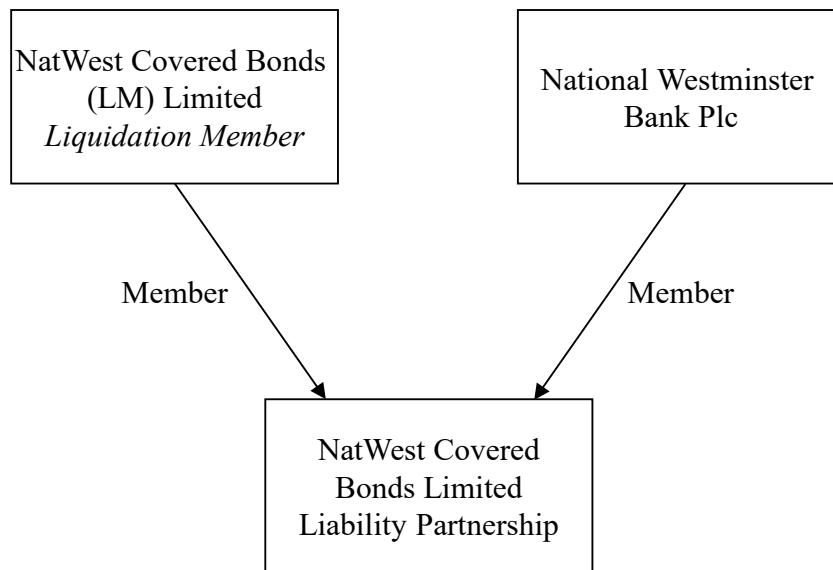 NatWest Covered Bonds
(LM) Limited
Liquidation Member
National Westminster
Bank Plc
Member
Member
NatWest Covered
Bonds Limited
Liability Partnership